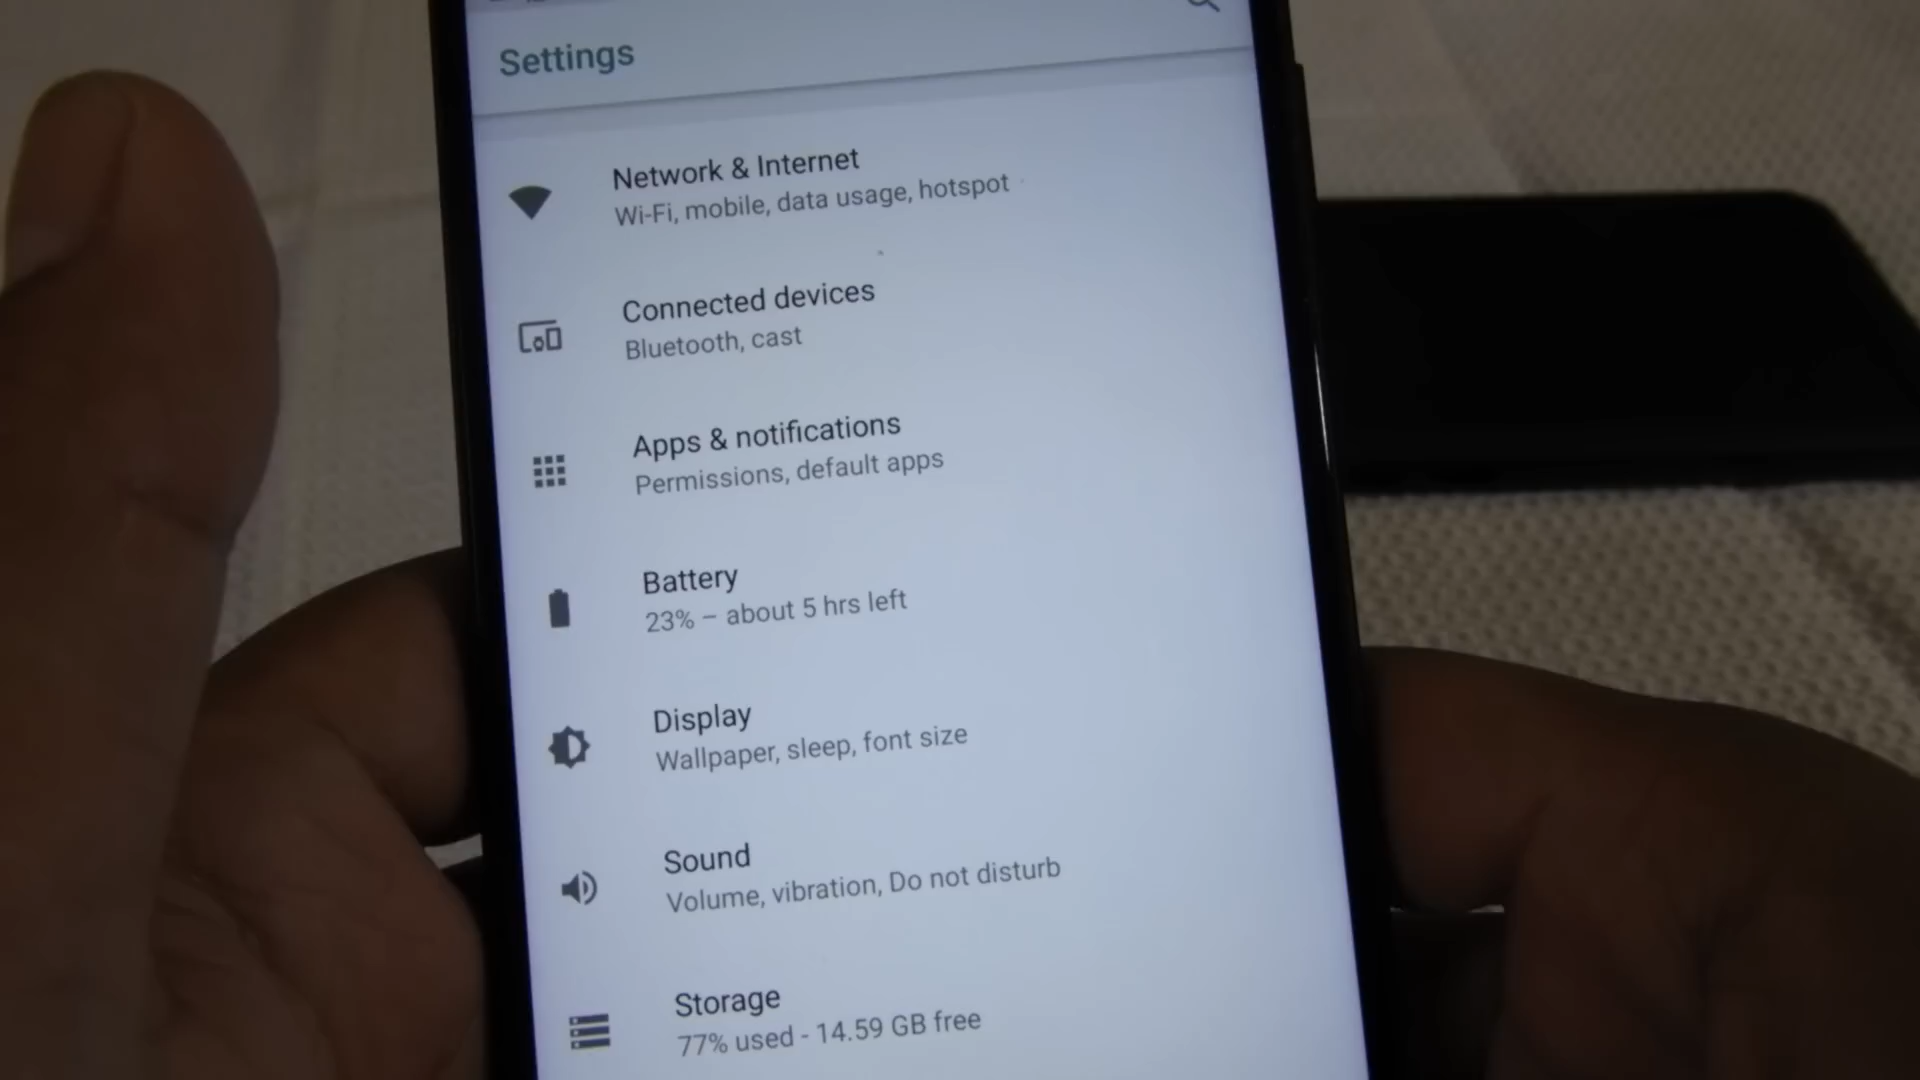 Settings
Network & Internet
Wi-Fi, mobile, data usage, hotspot
Connected devices
Bluetooth, cast
Apps & notifications
Permissions, default apps
Battery
23% – about 5 hrs left
Display
Wallpaper, sleep, font size
Sound
Volume, vibration, Do not disturb
Storage
77% used - 14.59 GB free